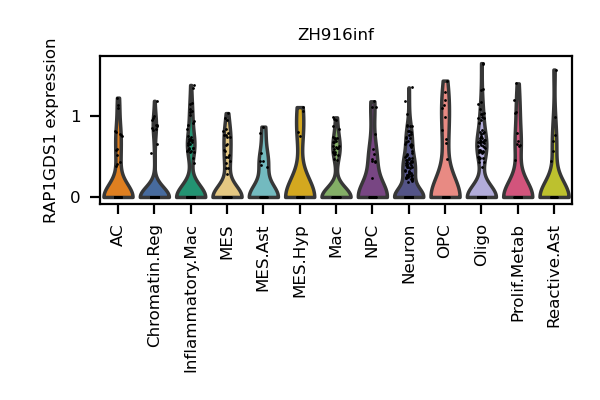 ZH916inf
RAP1GDS1 expression
1
0
AC
Chromatin.Reg
Inflammatory.Mac
MES
MES.Ast
MES.Hyp
Mac
NPC
Neuron
OPC
Oligo
Prolif.Metab
Reactive.Ast